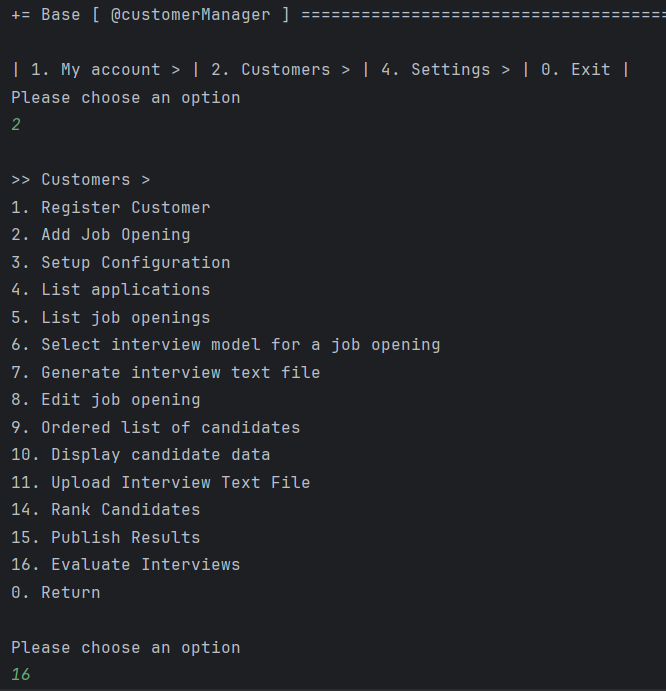 += Base [ @customerManager ] =====================================
| 1. My account > | 2. Customers > | 4. Settings > | 0. Exit |
Please choose an option
2
>> Customers >
1. Register Customer
2. Add Job Opening
3. Setup Configuration
4. List applications
5. List job openings
6. Select interview model for a job opening
7. Generate interview text file
8. Edit job opening
9. Ordered list of candidates
10. Display candidate data
11. Upload Interview Text File
14. Rank Candidates
15. Publish Results
16. Evaluate Interviews
0. Return
Please choose an option
16